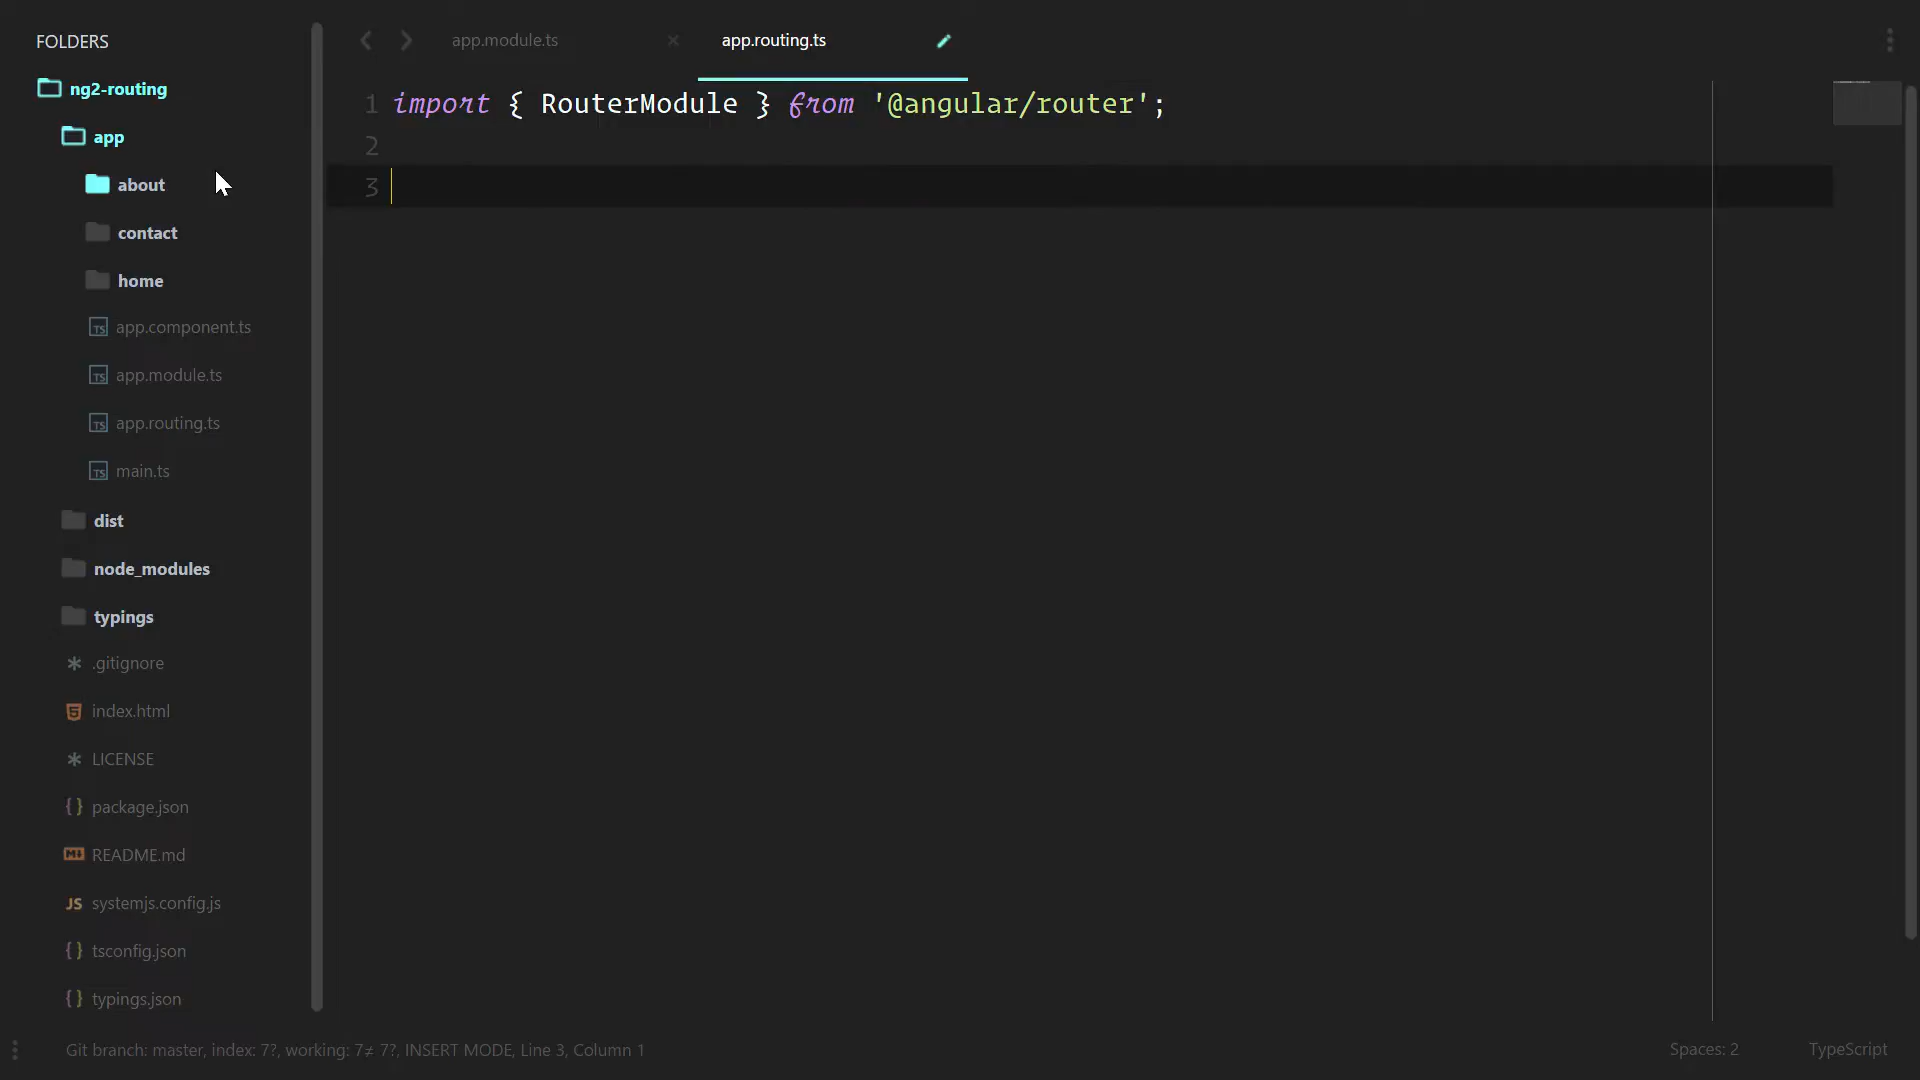 FOLDERS
ng2-routing
app
about
contact
home
app.component.ts
app.module.ts
app.routing.ts
main.ts
dist
node_modules
typings
.gitignore
index.html
LICENSE
package.json
README.md
systemjs.config.js
tsconfig.json
typings.json
app.module.ts
app.routing.ts
1 import { RouterModule } from '@angular/router';
2
3
Git branch: master, index: 7?, working: 7≠ 7?, INSERT MODE, Line 3, Column 1
Spaces: 2
TypeScript